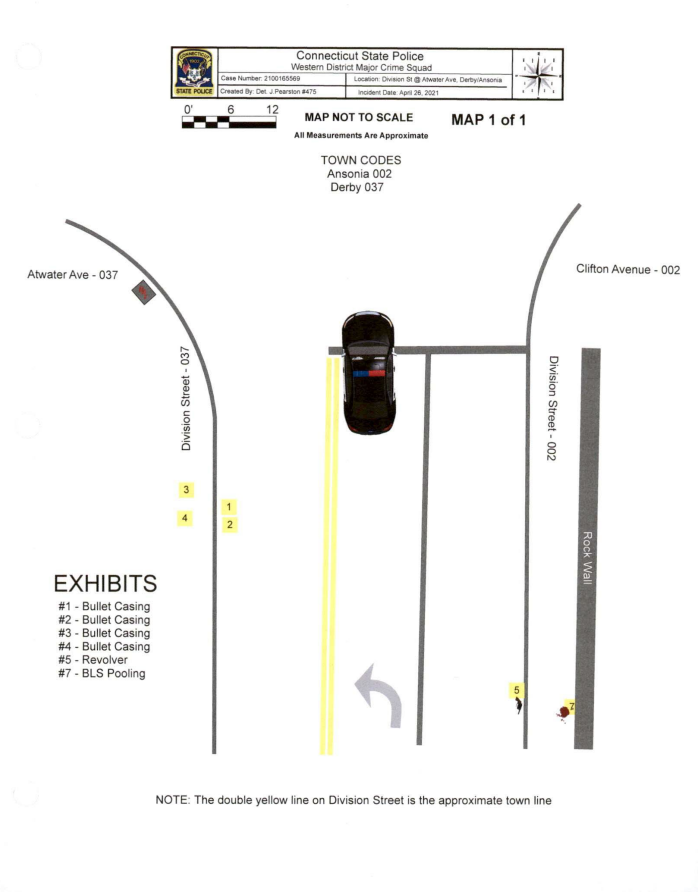 CONNECTICUT
STATE POLICE
Connecticut State Police
Western District Major Crime Squad
Case Number: 2100165569
Location: Division St @ Atwater Ave, Derby/Ansonia
Created By: Det. J.Pearston #475
Incident Date: April 26, 2021
0' 6 12
MAP NOT TO SCALE
MAP 1 of 1
All Measurements Are Approximate
TOWN CODES
Ansonia 002
Derby 037
Atwater Ave - 037
Clifton Avenue - 002
Division Street - 037
Division Street - 002
3
1
4
2
Rock Wall
EXHIBITS
#1 - Bullet Casing
#2 - Bullet Casing
#3 - Bullet Casing
#4 - Bullet Casing
#5 - Revolver
#7 - BLS Pooling
5
7
NOTE: The double yellow line on Division Street is the approximate town line